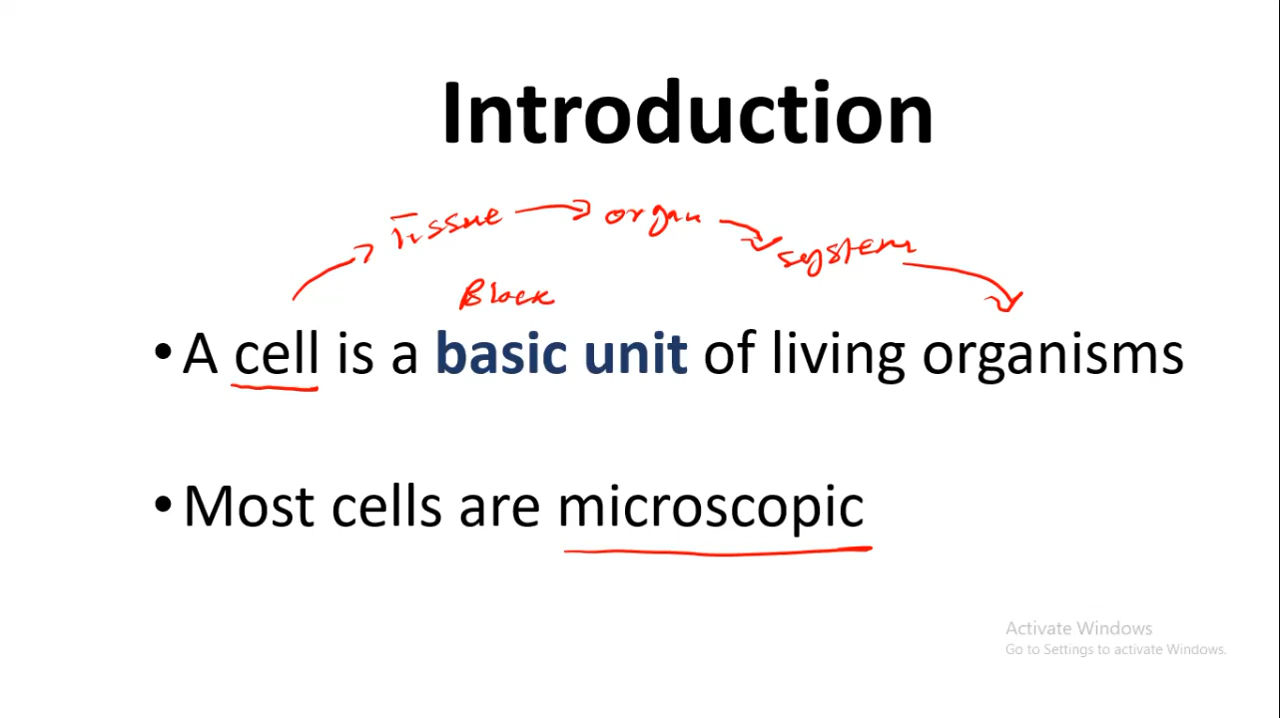 Introduction
Tissue → organ → system
Block
• A cell is a basic unit of living organisms
• Most cells are microscopic
Activate Windows
Go to Settings to activate Windows.